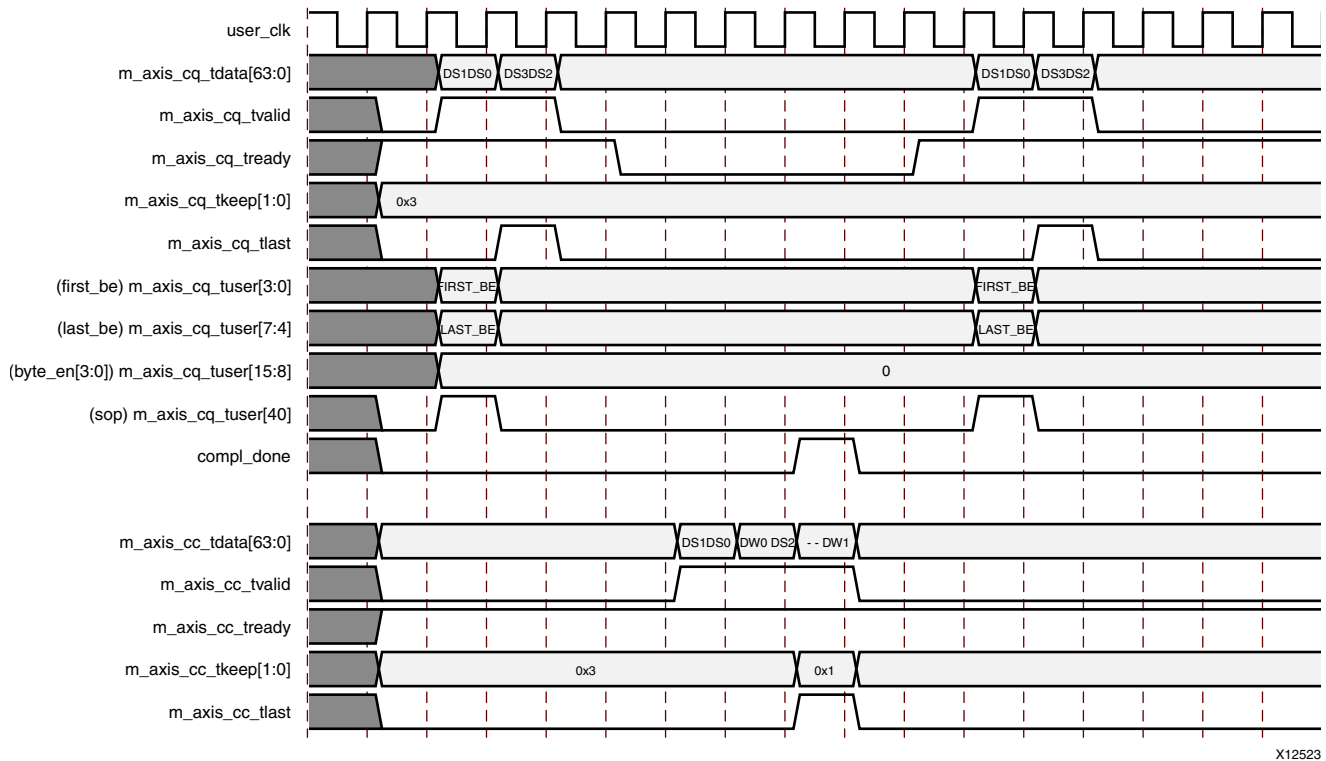 user_clk
m_axis_cq_tdata[63:0] DS1DS0 DS3DS2 DS1DS0 DS3DS2
m_axis_cq_tvalid
m_axis_cq_tready
m_axis_cq_tkeep[1:0] 0x3
m_axis_cq_tlast
(first_be) m_axis_cq_tuser[3:0] FIRST_BE FIRST_BE
(last_be) m_axis_cq_tuser[7:4] LAST_BE LAST_BE
(byte_en[3:0]) m_axis_cq_tuser[15:8] 0
(sop) m_axis_cq_tuser[40]
compl_done
m_axis_cc_tdata[63:0] DS1DS0 DW0 DS2 - - DW1
m_axis_cc_tvalid
m_axis_cc_tready
m_axis_cc_tkeep[1:0] 0x3 0x1
m_axis_cc_tlast
X12523